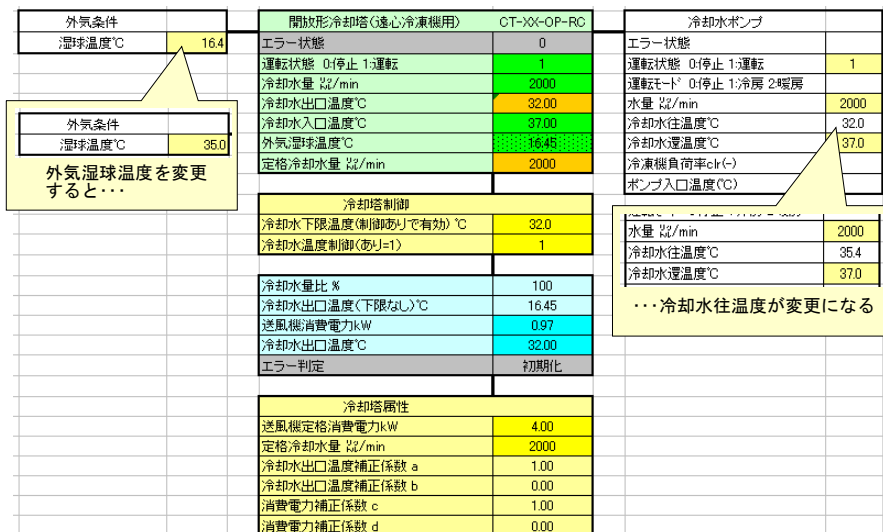 外気条件
湿球温度℃ 16.4
外気条件
湿球温度℃ 35.0
外気湿球温度を変更
すると・・・
開放形冷却塔(遠心冷凍機用) CT-XX-OP-RC
エラー状態 0
運転状態 0:停止 1:運転 1
冷却水量 ㍑/min 2000
冷却水出口温度℃ 32.00
冷却水入口温度℃ 37.00
外気湿球温度℃ 16.45
定格冷却水量 ㍑/min 2000
冷却塔制御
冷却水下限温度(制御ありで有効) ℃ 32.0
冷却水温度制御(あり=1) 1
冷却水量比 % 100
冷却水出口温度(下限なし)℃ 16.45
送風機消費電力kW 0.97
冷却水出口温度℃ 32.00
エラー判定 初期化
冷却塔属性
送風機定格消費電力kW 4.00
定格冷却水量 ㍑/min 2000
冷却水出口温度補正係数 a 1.00
冷却水出口温度補正係数 b 0.00
消費電力補正係数 c 1.00
消費電力補正係数 d 0.00
冷却水ポンプ
エラー状態
運転状態 0:停止 1:運転 1
運転ﾓｰﾄﾞ 0:停止 1:冷房 2:暖房
水量 ㍑/min 2000
冷却水往温度℃ 32.0
冷却水還温度℃ 37.0
冷凍機負荷率clr(-)
ポンプ入口温度(℃)
水量 ㍑/min 2000
冷却水往温度℃ 35.4
冷却水還温度℃ 37.0
・・・冷却水往温度が変更になる